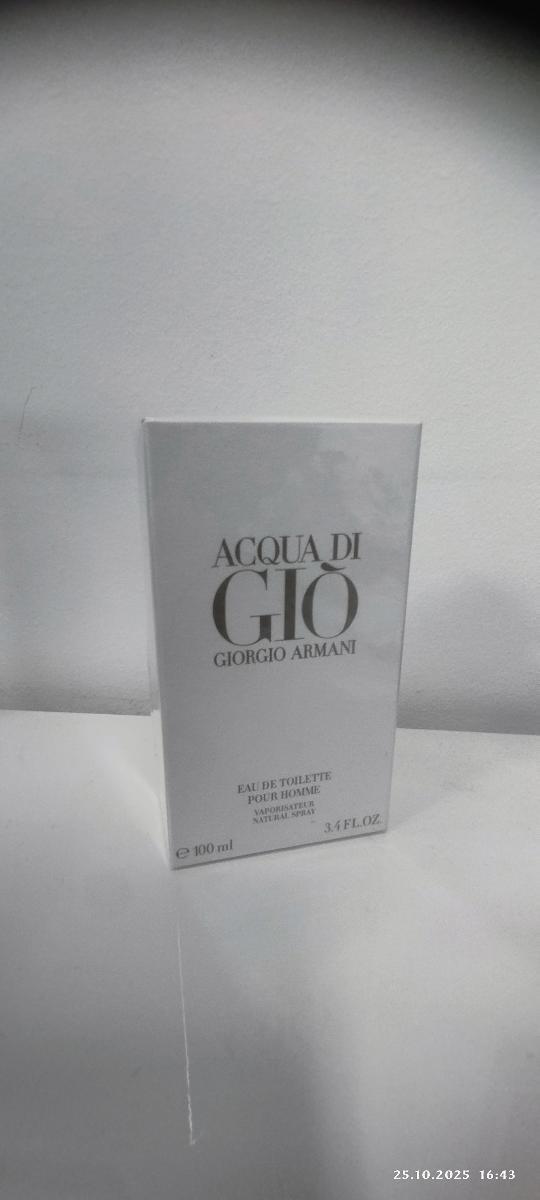 ACQUA DI
GIÒ
GIORGIO ARMANI
EAU DE TOILETTE
POUR HOMME
VAPORISATEUR
NATURAL SPRAY
℮ 100 ml
3.4 FL.OZ.
25.10.2025 16:43